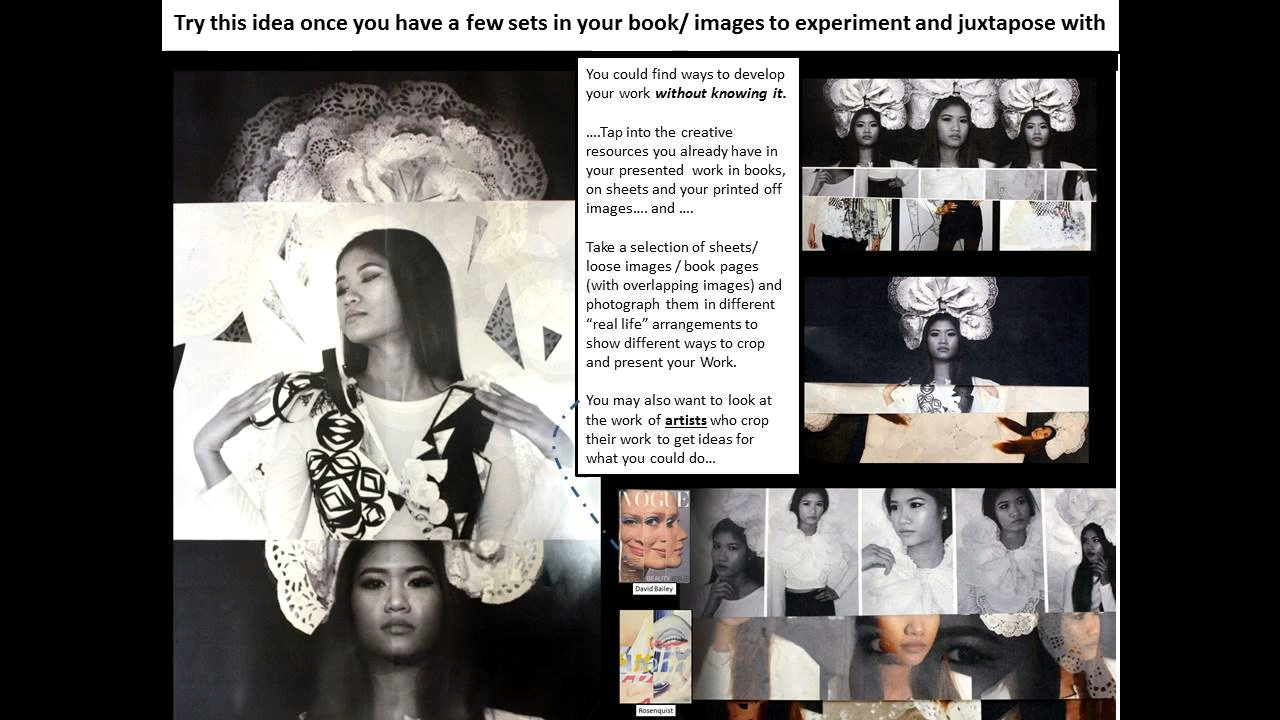 Try this idea once you have a few sets in your book/ images to experiment and juxtapose with
You could find ways to develop
your work without knowing it.
....Tap into the creative
resources you already have in
your presented work in books,
on sheets and your printed off
images.... and ....
Take a selection of sheets/
loose images / book pages
(with overlapping images) and
photograph them in different
“real life” arrangements to
show different ways to crop
and present your Work.
You may also want to look at
the work of artists who crop
their work to get ideas for
what you could do...
VOGUE
BEAUTY
David Bailey
Rosenquist